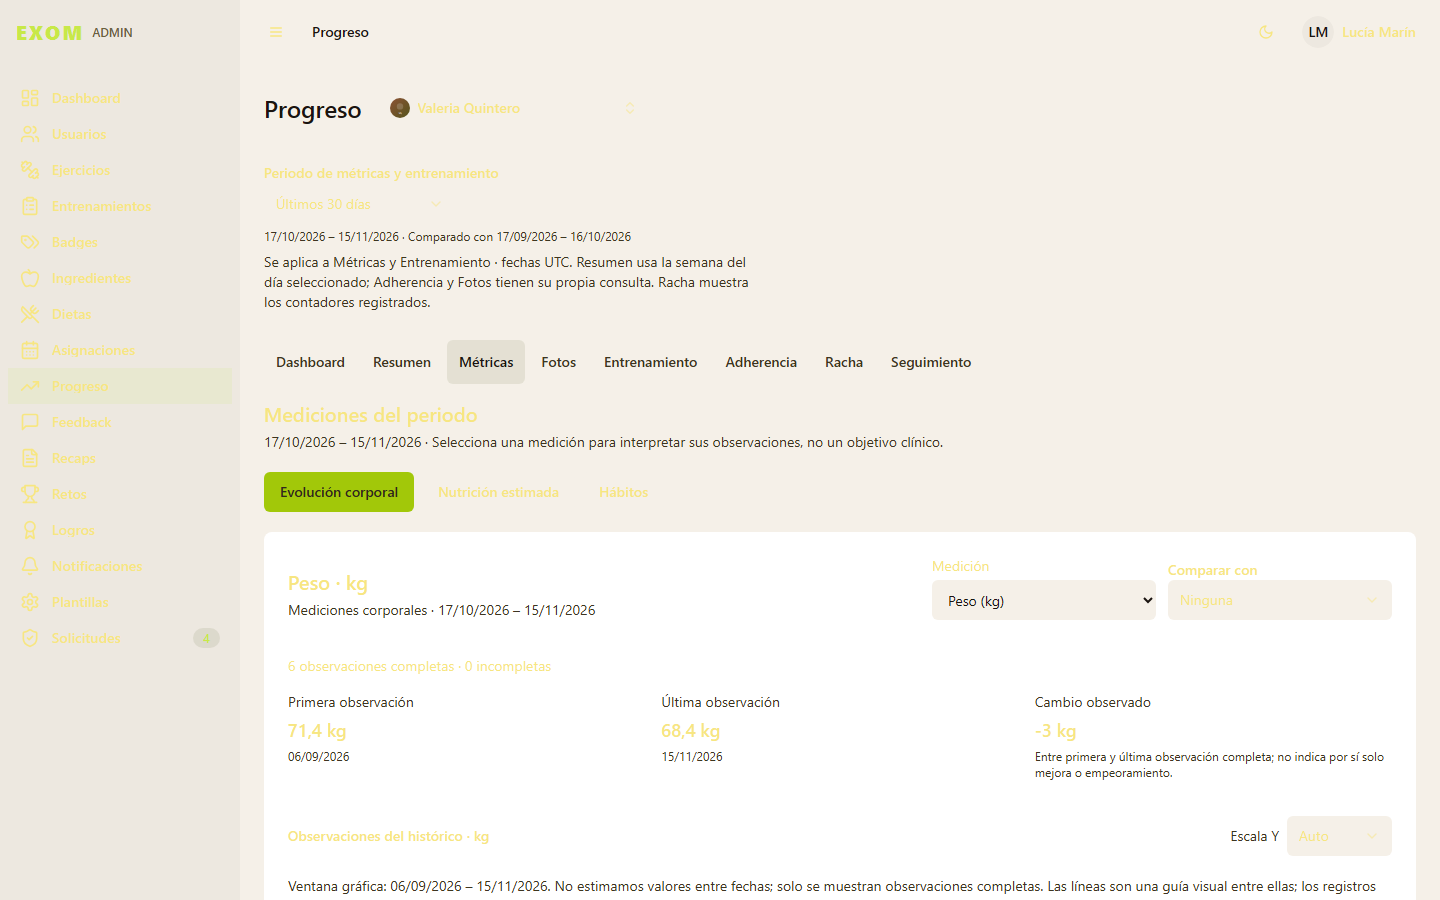 EXOM ADMIN
Progreso
LM Lucía Marín
Dashboard
Usuarios
Ejercicios
Entrenamientos
Badges
Ingredientes
Dietas
Asignaciones
Progreso
Feedback
Recaps
Retos
Logros
Notificaciones
Plantillas
Solicitudes 4
Progreso Valeria Quintero
Periodo de métricas y entrenamiento
Últimos 30 días
17/10/2026 – 15/11/2026 · Comparado con 17/09/2026 – 16/10/2026
Se aplica a Métricas y Entrenamiento · fechas UTC. Resumen usa la semana del
día seleccionado; Adherencia y Fotos tienen su propia consulta. Racha muestra
los contadores registrados.
Dashboard Resumen Métricas Fotos Entrenamiento Adherencia Racha Seguimiento
Mediciones del periodo
17/10/2026 – 15/11/2026 · Selecciona una medición para interpretar sus observaciones, no un objetivo clínico.
Evolución corporal Nutrición estimada Hábitos
Peso · kg
Mediciones corporales · 17/10/2026 – 15/11/2026
Medición
Peso (kg)
Comparar con
Ninguna
6 observaciones completas · 0 incompletas
Primera observación
71,4 kg
06/09/2026
Última observación
68,4 kg
15/11/2026
Cambio observado
-3 kg
Entre primera y última observación completa; no indica por sí solo
mejora o empeoramiento.
Observaciones del histórico · kg
Escala Y Auto
Ventana gráfica: 06/09/2026 – 15/11/2026. No estimamos valores entre fechas; solo se muestran observaciones completas. Las líneas son una guía visual entre ellas; los registros